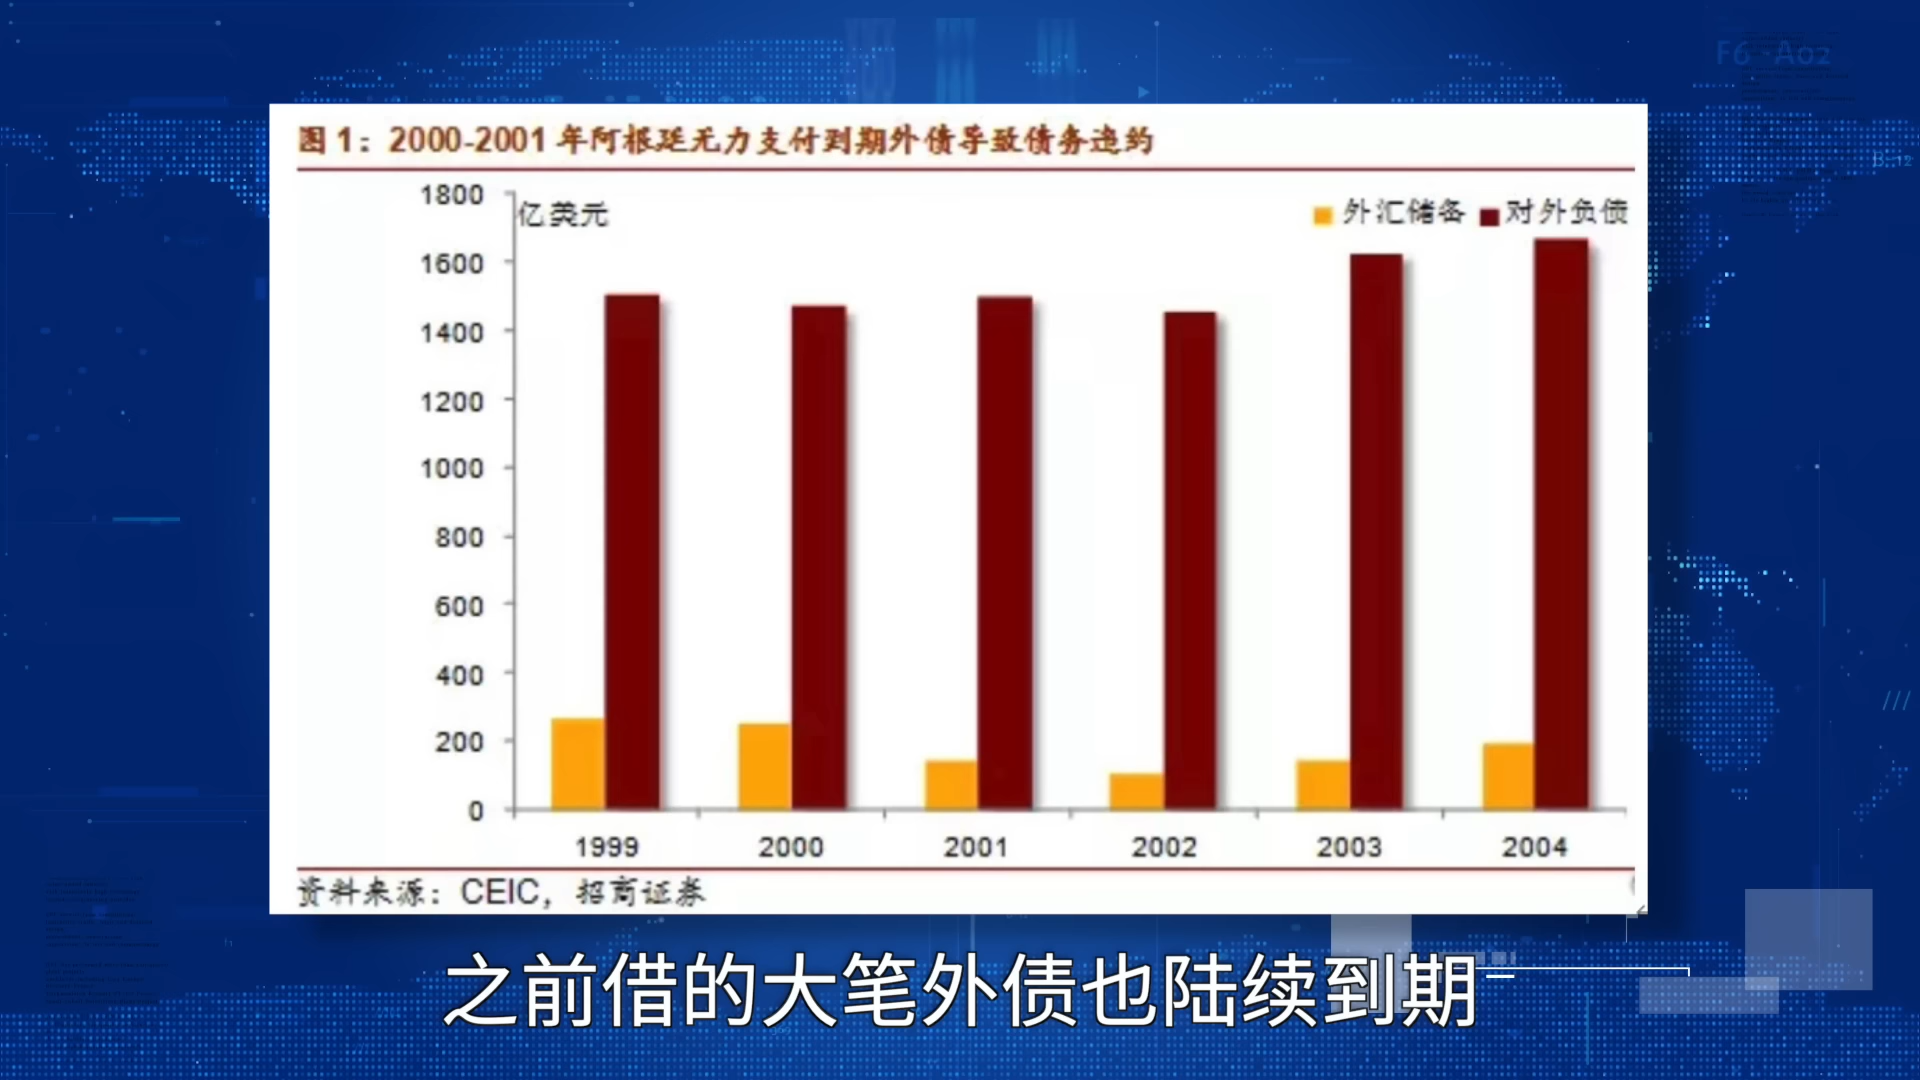 F6-A02
图 1：2000-2001 年阿根廷无力支付到期外债导致债务违约
亿美元
外汇储备 对外负债
1800
1600
1400
1200
1000
800
600
400
200
0
1999 2000 2001 2002 2003 2004
资料来源：CEIC，招商证券
之前借的大笔外债也陆续到期